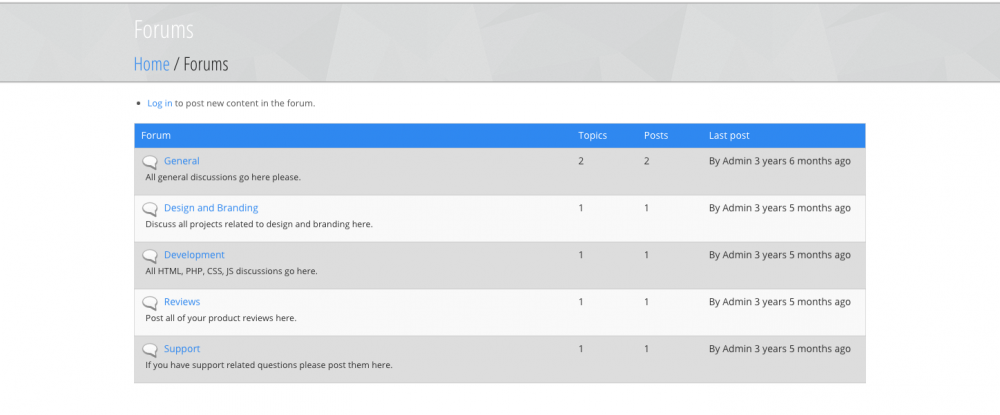 Forums
Home / Forums
Log in to post new content in the forum.
Forum Topics Posts Last post
General 2 2 By Admin 3 years 6 months ago
All general discussions go here please.
Design and Branding 1 1 By Admin 3 years 5 months ago
Discuss all projects related to design and branding here.
Development 1 1 By Admin 3 years 5 months ago
All HTML, PHP, CSS, JS discussions go here.
Reviews 1 1 By Admin 3 years 5 months ago
Post all of your product reviews here.
Support 1 1 By Admin 3 years 5 months ago
If you have support related questions please post them here.